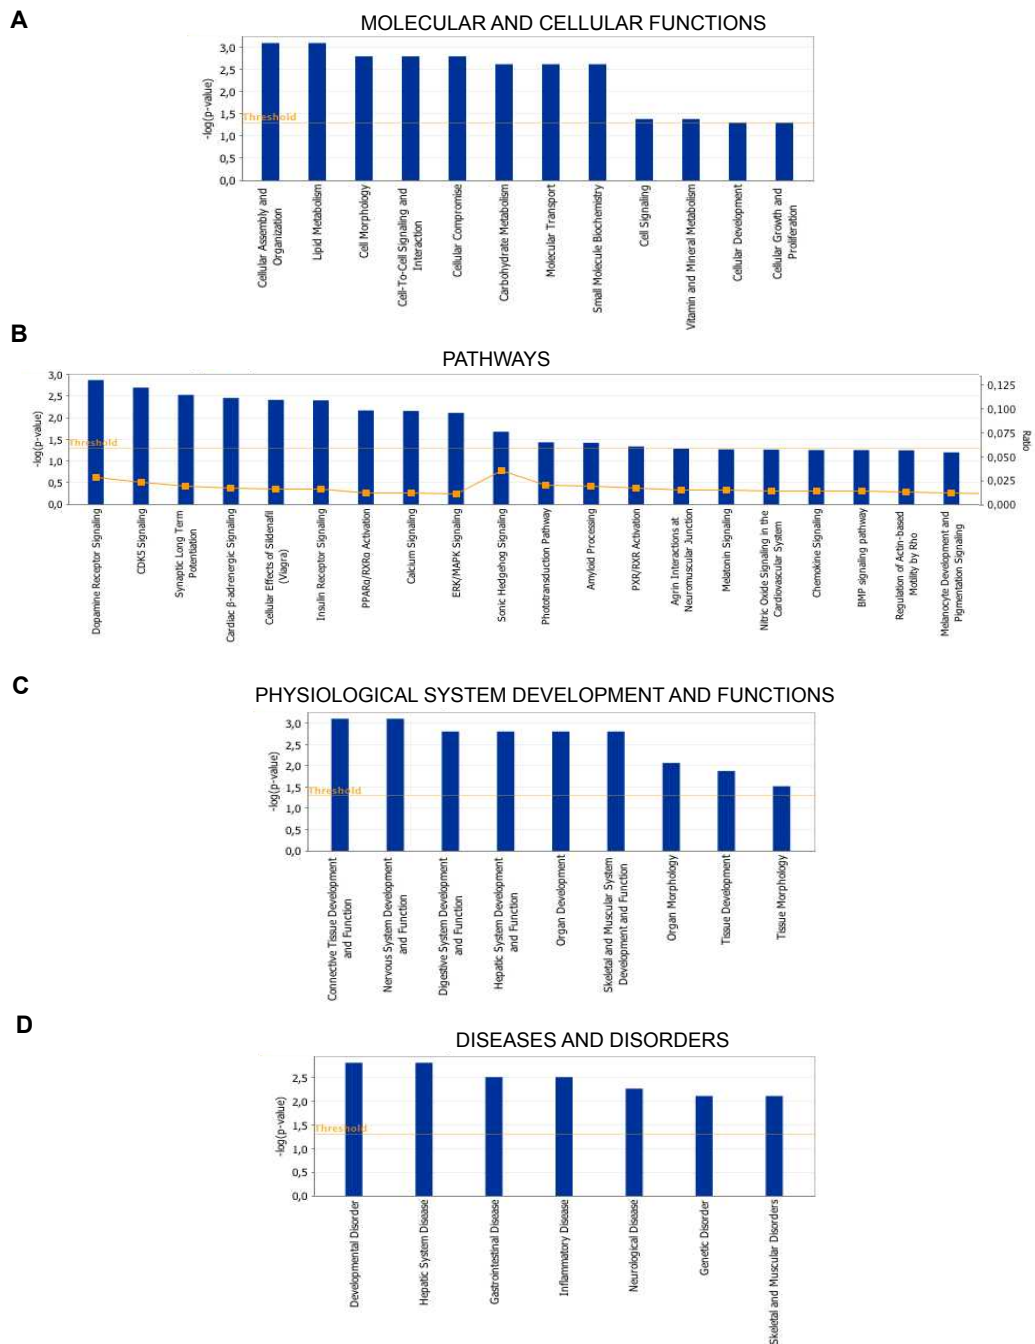 A
MOLECULAR AND CELLULAR FUNCTIONS
-log(p-value)
3,0
2,5
2,0
1,5
1,0
0,5
0,0
Threshold
Cellular Assembly and
Organization
Lipid Metabolism
Cell Morphology
Cell-To-Cell Signaling and
Interaction
Cellular Compromise
Carbohydrate Metabolism
Molecular Transport
Small Molecule Biochemistry
Cell Signaling
Vitamin and Mineral Metabolism
Cellular Development
Cellular Growth and
Proliferation
B
PATHWAYS
-log(p-value)
3,0
2,5
2,0
1,5
1,0
0,5
0,0
Threshold
0,125
0,100
0,075
0,050
0,025
0,000
Ratio
Dopamine Receptor Signaling
CDK5 Signaling
Synaptic Long Term
Potentiation
Cardiac β-adrenergic Signaling
Cellular Effects of Sildenafil
(Viagra)
Insulin Receptor Signaling
PPARα/RXRα Activation
Calcium Signaling
ERK/MAPK Signaling
Sonic Hedgehog Signaling
Phototransduction Pathway
Amyloid Processing
PXR/RXR Activation
Agrin Interactions at
Neuromuscular Junction
Melatonin Signaling
Nitric Oxide Signaling in the
Cardiovascular System
Chemokine Signaling
BMP signaling pathway
Regulation of Actin-based
Motility by Rho
Melanocyte Development and
Pigmentation Signaling
C
PHYSIOLOGICAL SYSTEM DEVELOPMENT AND FUNCTIONS
-log(p-value)
3,0
2,5
2,0
1,5
1,0
0,5
0,0
Threshold
Connective Tissue Development
and Function
Nervous System Development
and Function
Digestive System Development
and Function
Hepatic System Development
and Function
Organ Development
Skeletal and Muscular System
Development and Function
Organ Morphology
Tissue Development
Tissue Morphology
D
DISEASES AND DISORDERS
-log(p-value)
2,5
2,0
1,5
1,0
0,5
0,0
Threshold
Developmental Disorder
Hepatic System Disease
Gastrointestinal Disease
Inflammatory Disease
Neurological Disease
Genetic Disorder
Skeletal and Muscular Disorders